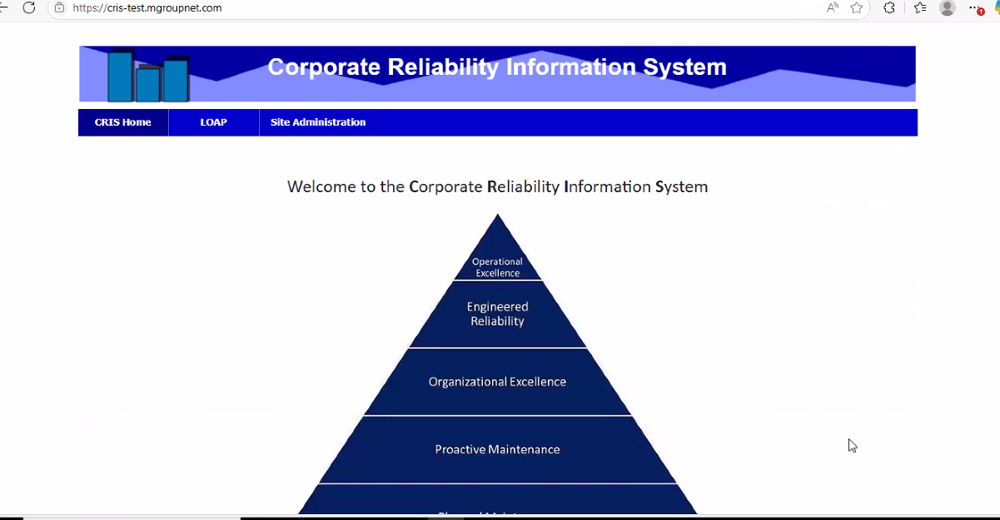 https://cris-test.mgroupnet.com
Corporate Reliability Information System
CRIS Home
LOAP
Site Administration
Welcome to the Corporate Reliability Information System
Operational
Excellence
Engineered
Reliability
Organizational Excellence
Proactive Maintenance